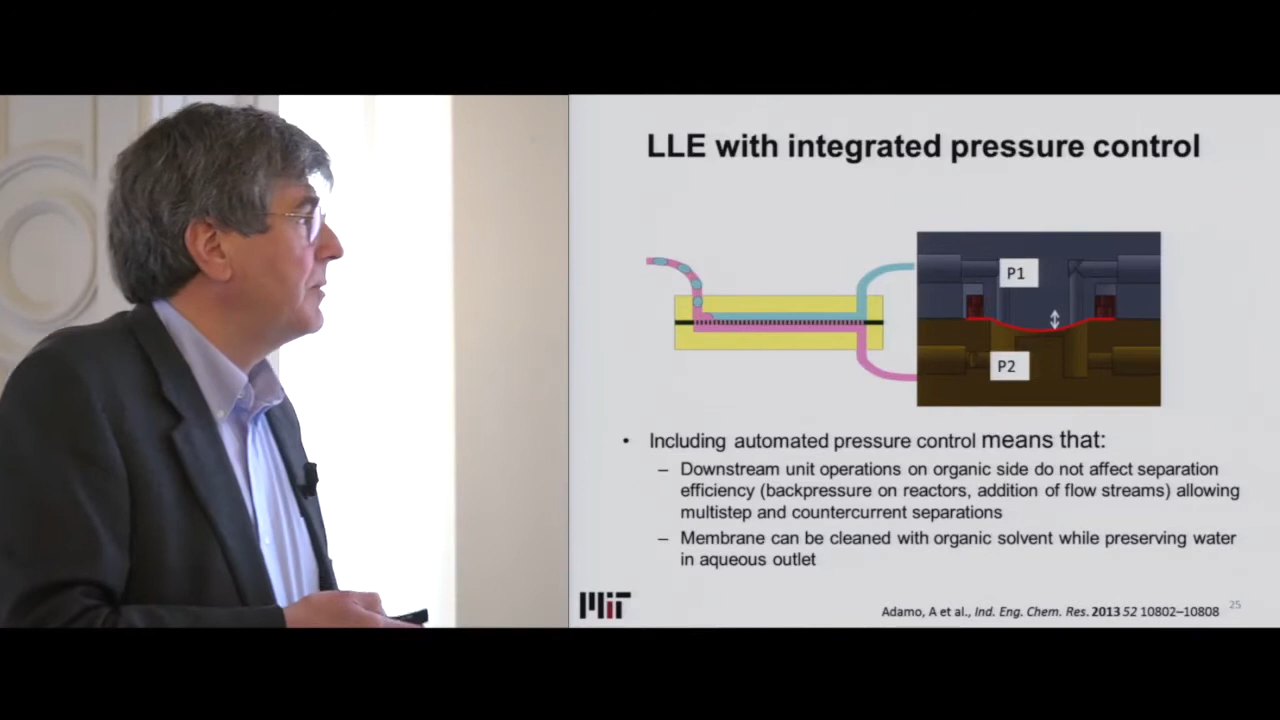 LLE with integrated pressure control
P1
P2
• Including automated pressure control means that:
– Downstream unit operations on organic side do not affect separation
efficiency (backpressure on reactors, addition of flow streams) allowing
multistep and countercurrent separations
– Membrane can be cleaned with organic solvent while preserving water
in aqueous outlet
MiT
Adamo, A et al., Ind. Eng. Chem. Res. 2013 52 10802–10808
25